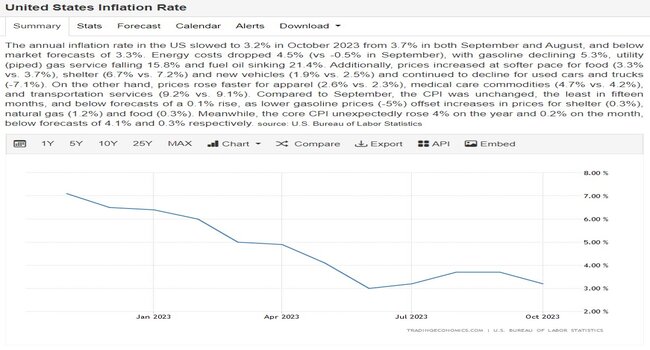 United States Inflation Rate
Summary Stats Forecast Calendar Alerts Download
The annual inflation rate in the US slowed to 3.2% in October 2023 from 3.7% in both September and August, and below
market forecasts of 3.3%. Energy costs dropped 4.5% (vs -0.5% in September), with gasoline declining 5.3%, utility
(piped) gas service falling 15.8% and fuel oil sinking 21.4%. Additionally, prices increased at softer pace for food (3.3%
vs. 3.7%), shelter (6.7% vs. 7.2%) and new vehicles (1.9% vs. 2.5%) and continued to decline for used cars and trucks
(-7.1%). On the other hand, prices rose faster for apparel (2.6% vs. 2.3%), medical care commodities (4.7% vs. 4.2%),
and transportation services (9.2% vs. 9.1%). Compared to September, the CPI was unchanged, the least in fifteen
months, and below forecasts of a 0.1% rise, as lower gasoline prices (-5%) offset increases in prices for shelter (0.3%),
natural gas (1.2%) and food (0.3%). Meanwhile, the core CPI unexpectedly rose 4% on the year and 0.2% on the month,
below forecasts of 4.1% and 0.3% respectively. source: U.S. Bureau of Labor Statistics
1Y 5Y 10Y 25Y MAX Chart Compare Export API Embed
8.00 %
7.00 %
6.00 %
5.00 %
4.00 %
3.00 %
2.00 %
Jan 2023 Apr 2023 Jul 2023 Oct 2023
TRADINGECONOMICS.COM | U.S. BUREAU OF LABOR STATISTICS